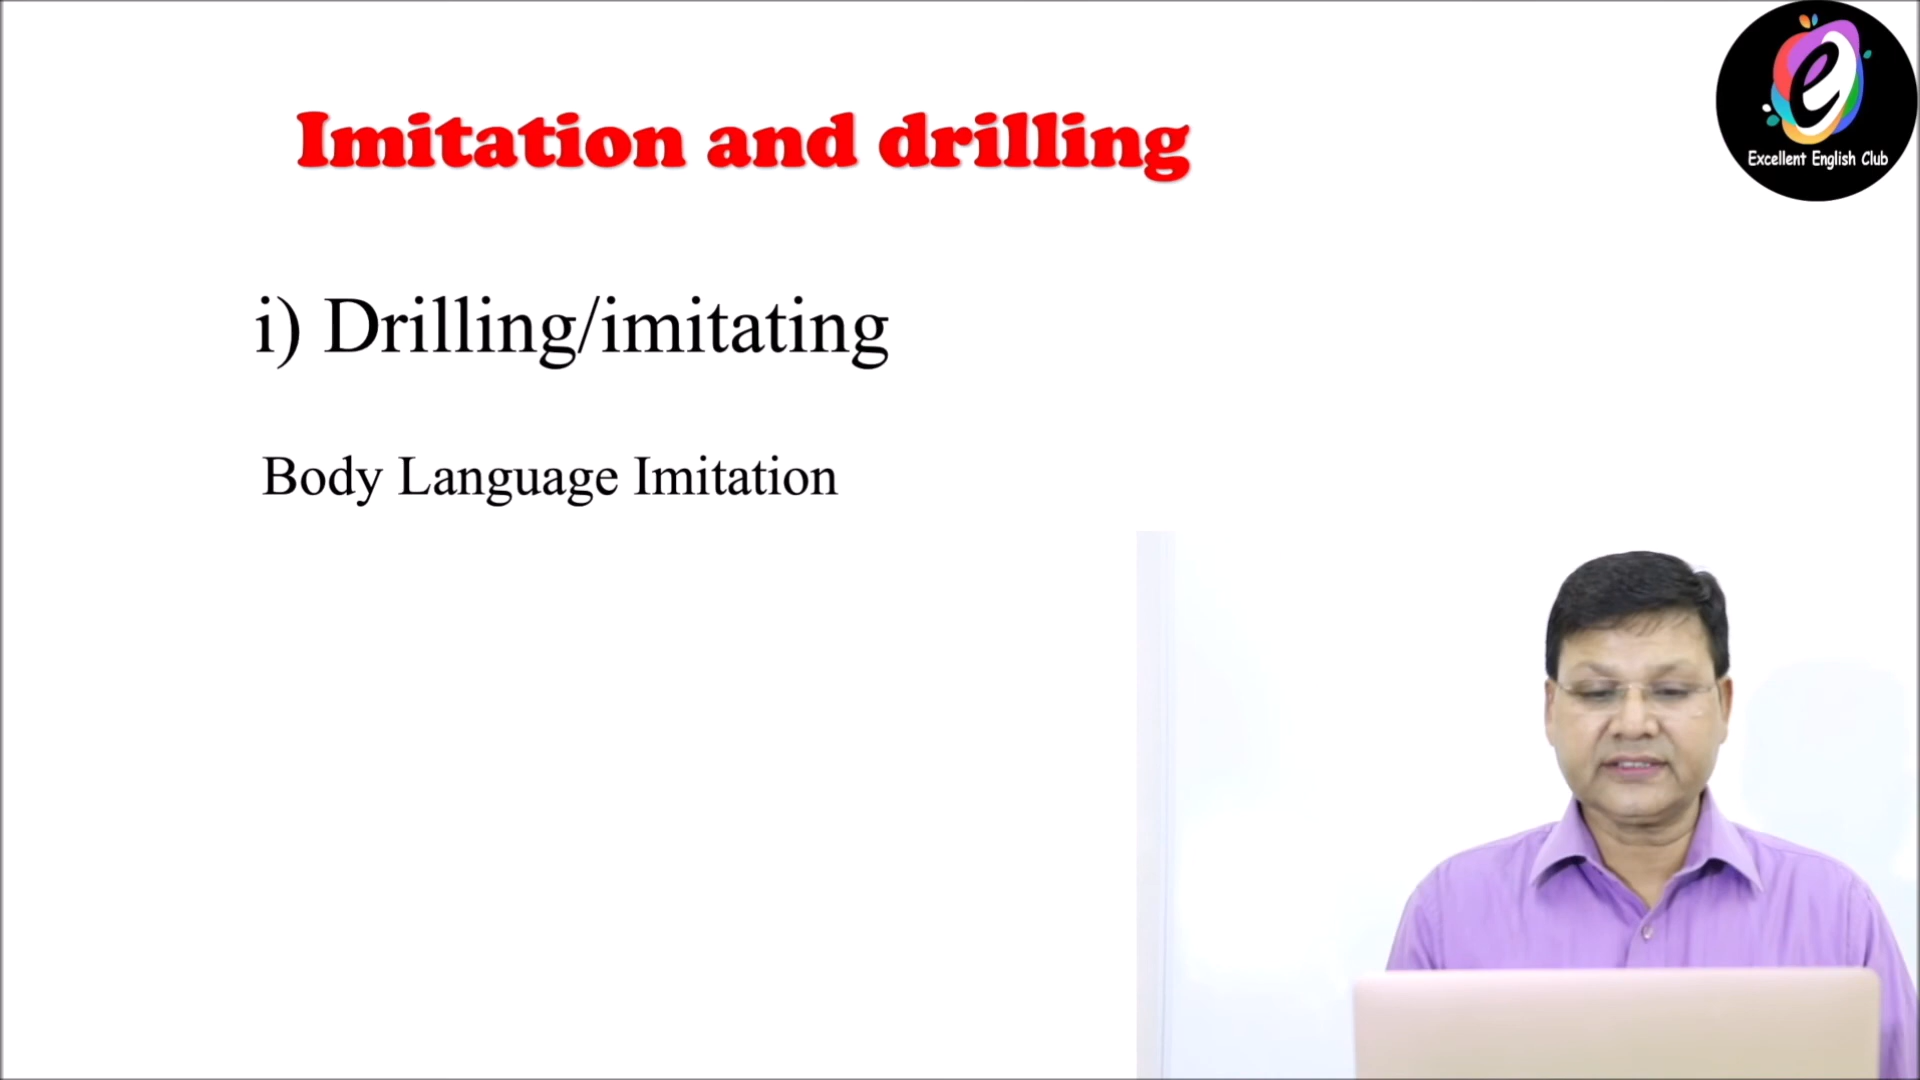 Imitation and drilling
Excellent English Club
i) Drilling/imitating
Body Language Imitation